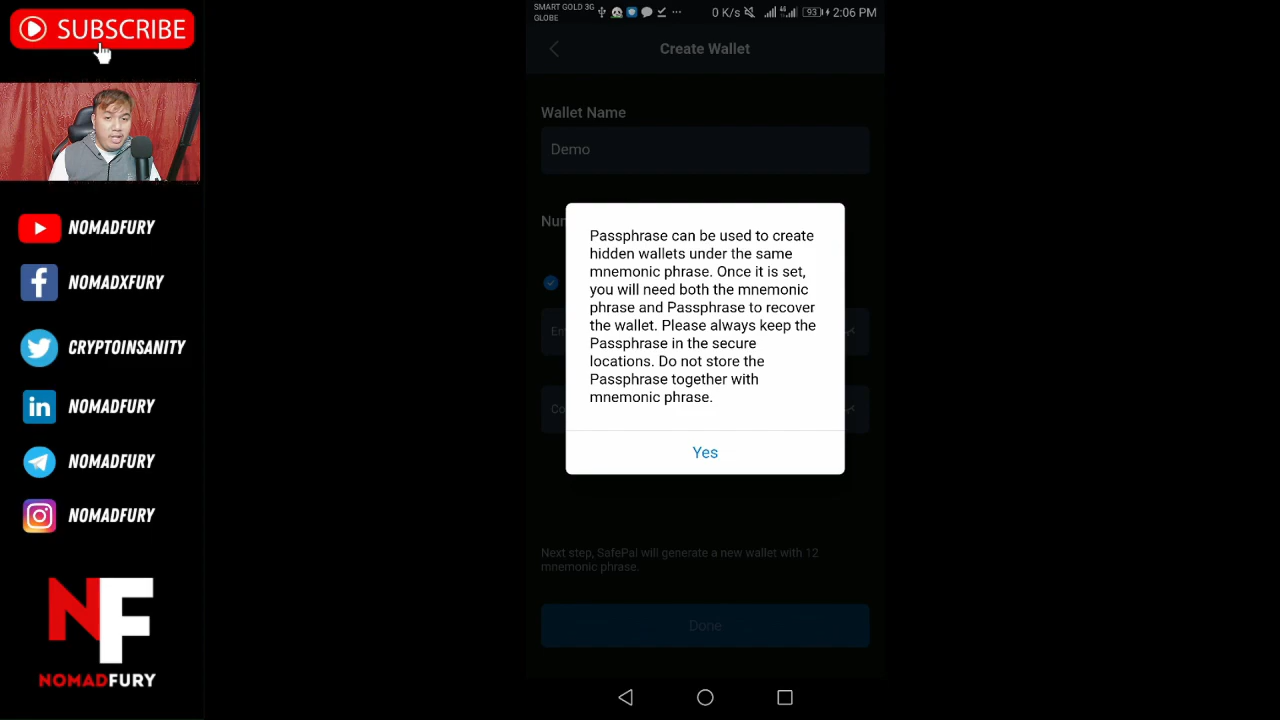 SUBSCRIBE
NOMADFURY
NOMADXFURY
CRYPTOINSANITY
NOMADFURY
NOMADFURY
NOMADFURY
NF
NOMADFURY
SMART GOLD 3G
GLOBE
0 K/s
93
2:06 PM
Create Wallet
Wallet Name
Demo
Passphrase can be used to create
hidden wallets under the same
mnemonic phrase. Once it is set,
you will need both the mnemonic
phrase and Passphrase to recover
the wallet. Please always keep the
Passphrase in the secure
locations. Do not store the
Passphrase together with
mnemonic phrase.
Yes
Next step, SafePal will generate a new wallet with 12
mnemonic phrase.
Done